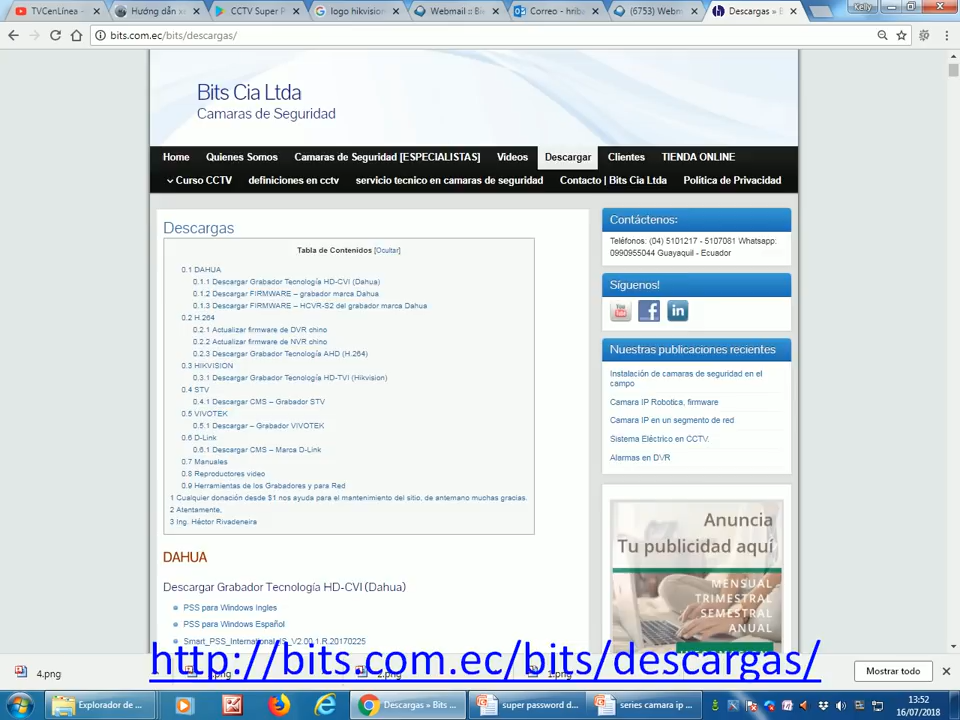 TVCenLínea -
Hướng dẫn x
CCTV Super P
logo hikvision
Webmail :: Bi
Correo - hriba
(6753) Webm
Descargas » B
Kelly
bits.com.ec/bits/descargas/
Bits Cia Ltda
Camaras de Seguridad
Home Quienes Somos Camaras de Seguridad [ESPECIALISTAS] Videos Descargar Clientes TIENDA ONLINE
Curso CCTV definiciones en cctv servicio tecnico en camaras de seguridad Contacto | Bits Cia Ltda Politica de Privacidad
Descargas
Tabla de Contenidos [Ocultar]
0.1 DAHUA
0.1.1 Descargar Grabador Tecnología HD-CVI (Dahua)
0.1.2 Descargar FIRMWARE – grabador marca Dahua
0.1.3 Descargar FIRMWARE – HCVR-S2 del grabador marca Dahua
0.2 H.264
0.2.1 Actualizar firmware de DVR chino
0.2.2 Actualizar firmware de NVR chino
0.2.3 Descargar Grabador Tecnología AHD (H.264)
0.3 HIKVISION
0.3.1 Descargar Grabador Tecnología HD-TVI (Hikvision)
0.4 STV
0.4.1 Descargar CMS – Grabador STV
0.5 VIVOTEK
0.5.1 Descargar – Grabador VIVOTEK
0.6 D-Link
0.6.1 Descargar CMS – Marca D-Link
0.7 Manuales
0.8 Reproductores video
0.9 Herramientas de los Grabadores y para Red
1 Cualquier donación desde $1 nos ayuda para el mantenimiento del sitio, de antemano muchas gracias.
2 Atentamente,
3 Ing. Héctor Rivadeneira
DAHUA
Descargar Grabador Tecnología HD-CVI (Dahua)
PSS para Windows Ingles
PSS para Windows Español
Smart_PSS_International_IS_V2.00.1.R.20170225
Contáctenos:
Teléfonos: (04) 5101217 - 5107081 Whatsapp:
0990955044 Guayaquil - Ecuador
Síguenos!
You Tube
f
in
Nuestras publicaciones recientes
Instalación de camaras de seguridad en el
campo
Camara IP Robotica, firmware
Camara IP en un segmento de red
Sistema Eléctrico en CCTV.
Alarmas en DVR
Anuncia
Tu publicidad aquí
MENSUAL
TRIMESTRAL
SEMESTRAL
ANUAL
http://bits.com.ec/bits/descargas/
4.png
2.png
1.png
Mostrar todo
Explorador de ...
Descargas » Bits ...
super password d...
series camara ip ...
13:52
16/07/2018